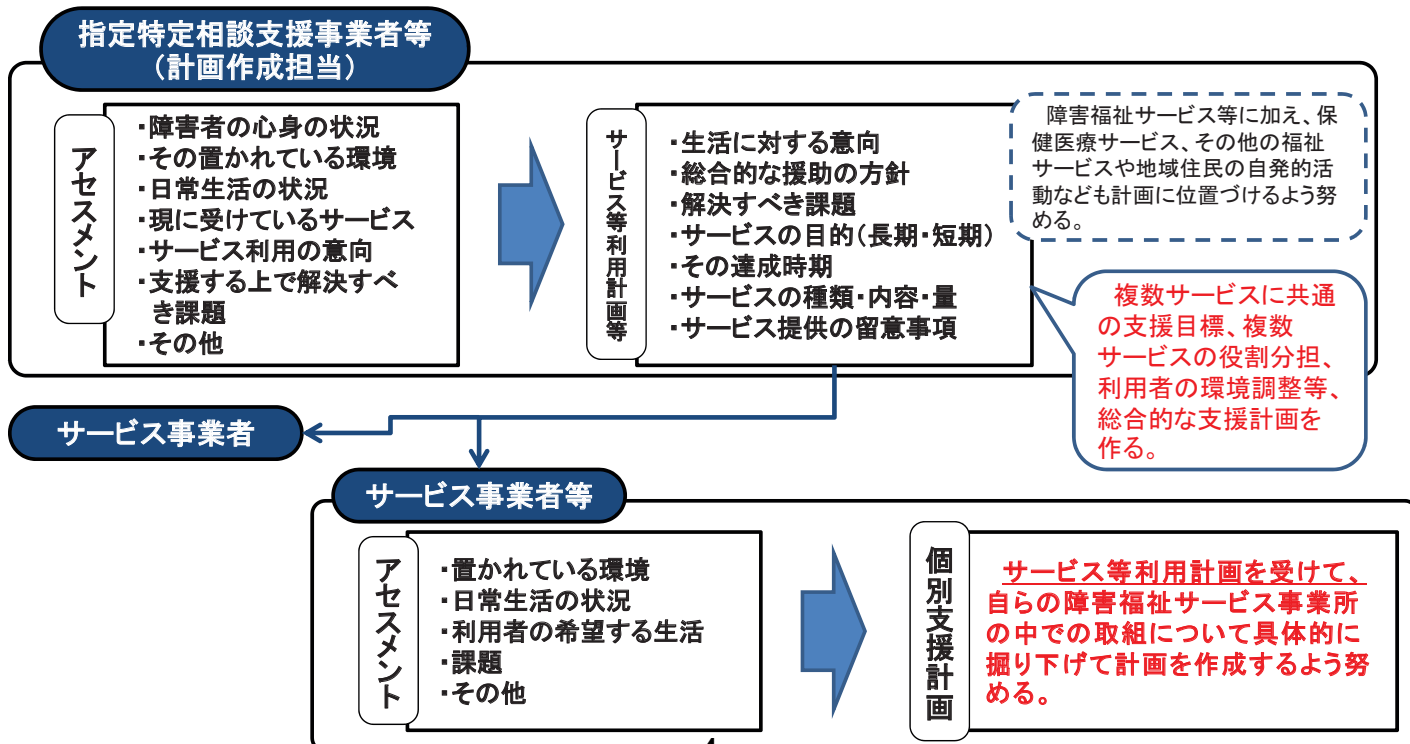 指定特定相談支援事業者等
（計画作成担当）
アセスメント
・障害者の心身の状況
・その置かれている環境
・日常生活の状況
・現に受けているサービス
・サービス利用の意向
・支援する上で解決すべ
き課題
・その他
サービス等利用計画等
・生活に対する意向
・総合的な援助の方針
・解決すべき課題
・サービスの目的（長期・短期）
・その達成時期
・サービスの種類・内容・量
・サービス提供の留意事項
障害福祉サービス等に加え、保
健医療サービス、その他の福祉
サービスや地域住民の自発的活
動なども計画に位置づけるよう努
める。
複数サービスに共通
の支援目標、複数
サービスの役割分担、
利用者の環境調整等、
総合的な支援計画を
作る。
サービス事業者
サービス事業者等
アセスメント
・置かれている環境
・日常生活の状況
・利用者の希望する生活
・課題
・その他
個別支援計画
サービス等利用計画を受けて、
自らの障害福祉サービス事業所
の中での取組について具体的に
掘り下げて計画を作成するよう努
める。